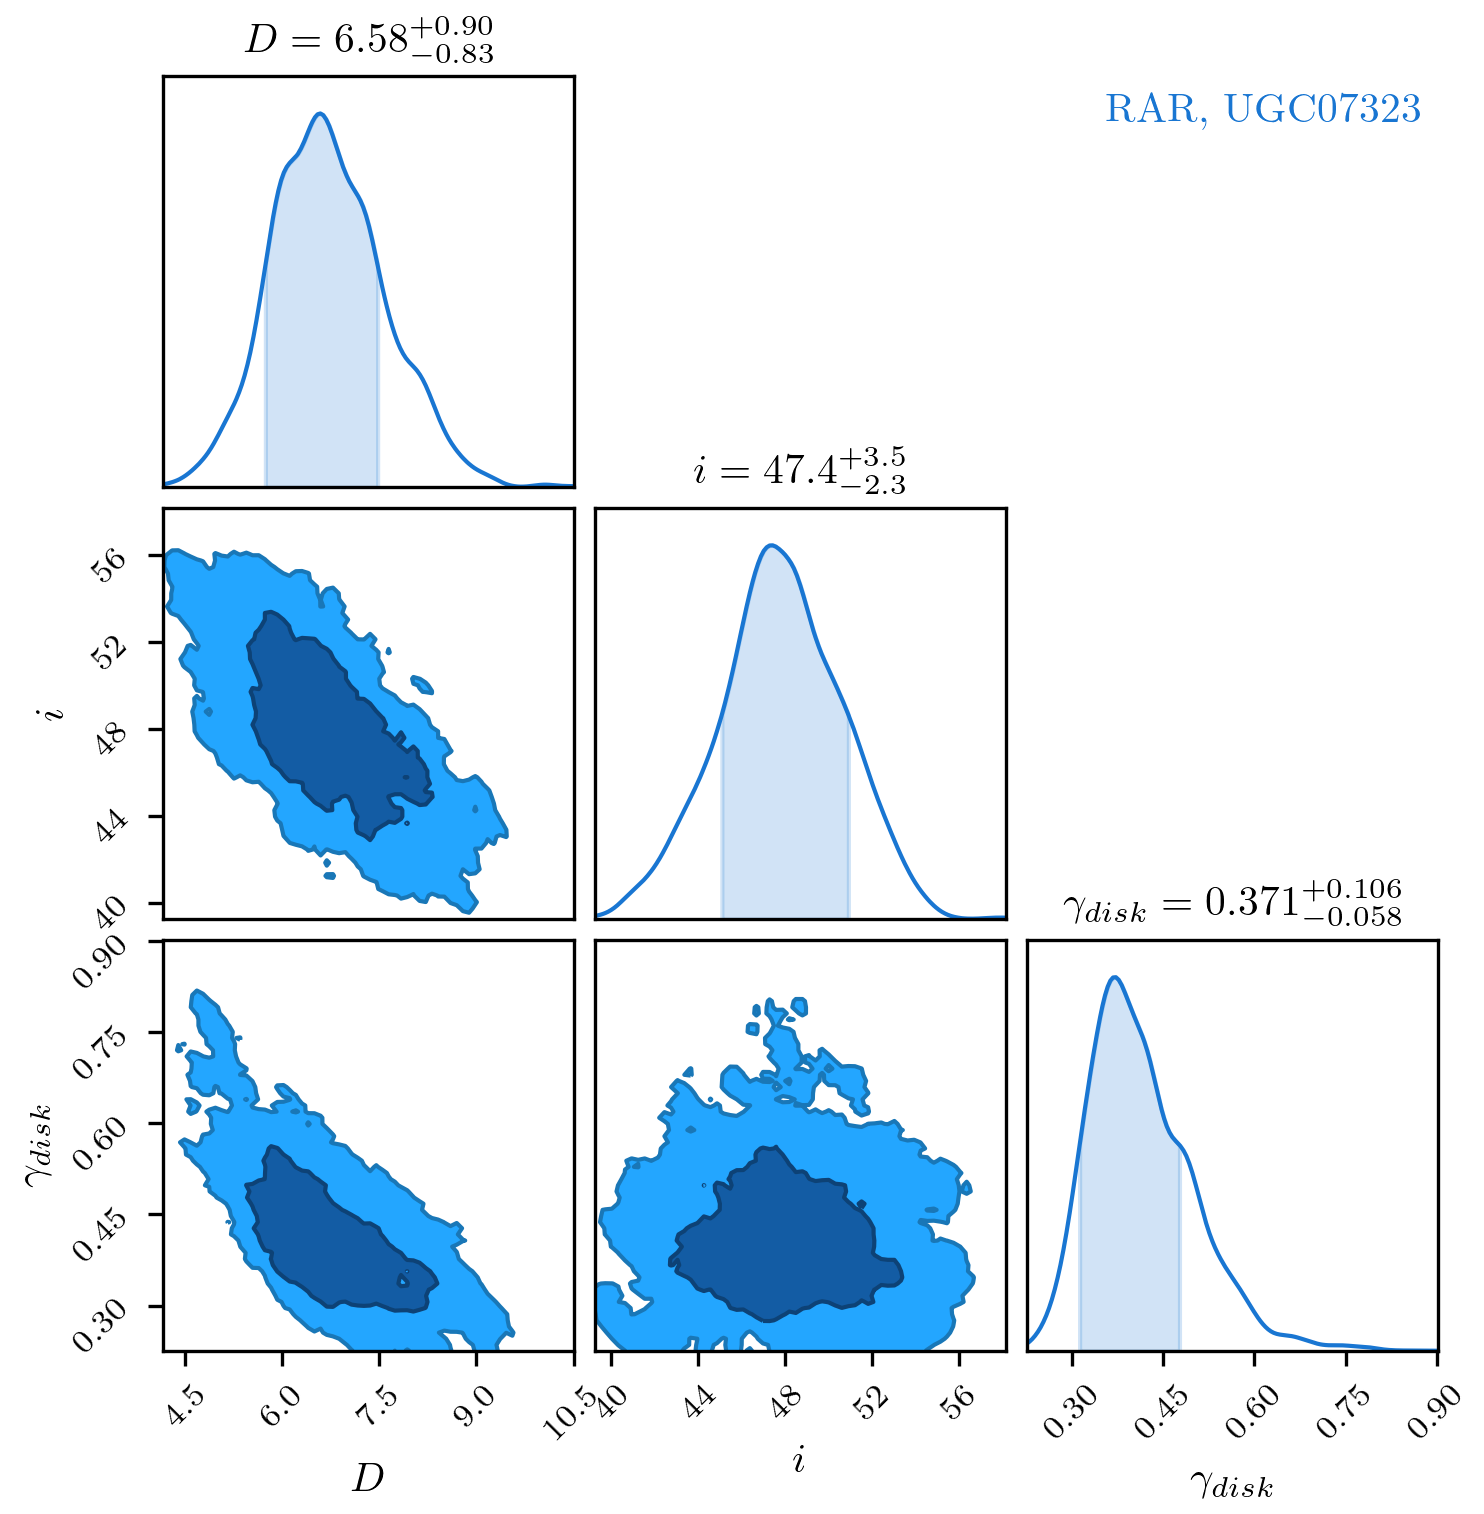 D = 6.58^{+0.90}_{-0.83}
RAR, UGC07323
i = 47.4^{+3.5}_{-2.3}
56
52
48
44
40
i
γ_{disk} = 0.371^{+0.106}_{-0.058}
0.90
0.75
0.60
0.45
0.30
γ_{disk}
4.5 6.0 7.5 9.0 10.5 40 44 48 52 56 0.30 0.45 0.60 0.75 0.90
D i γ_{disk}